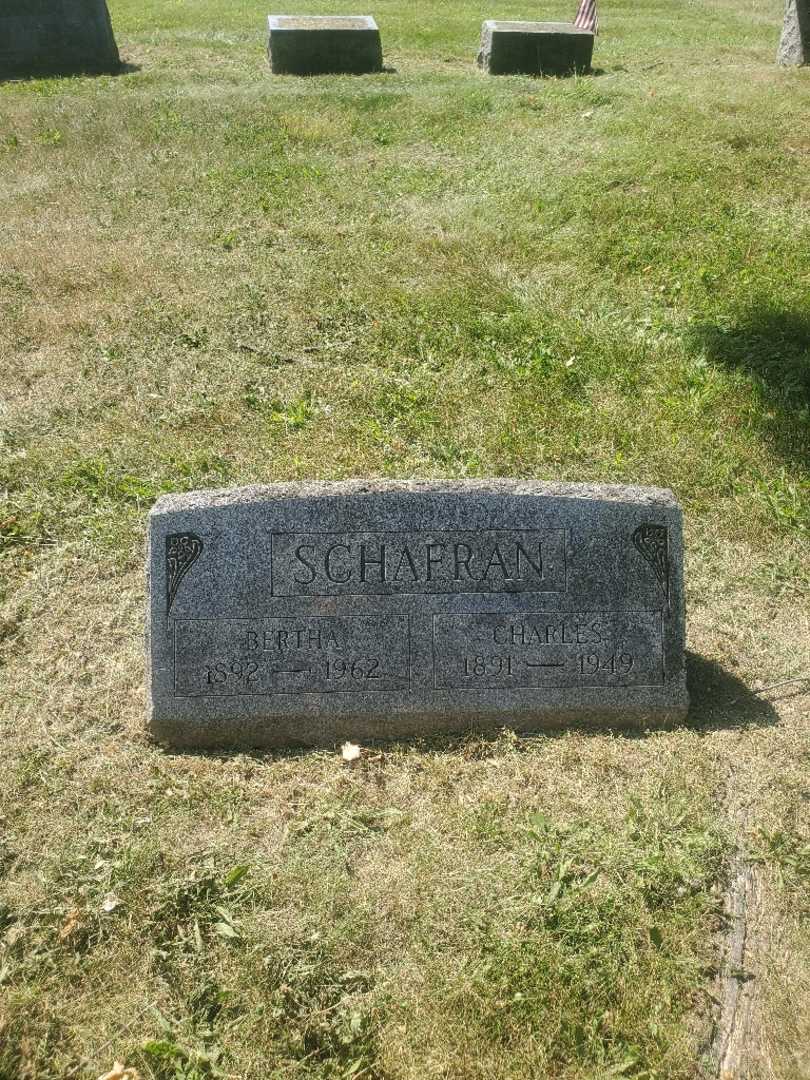 SCHAFRAN
BERTHA
1892 — 1962
CHARLES
1891 — 1949